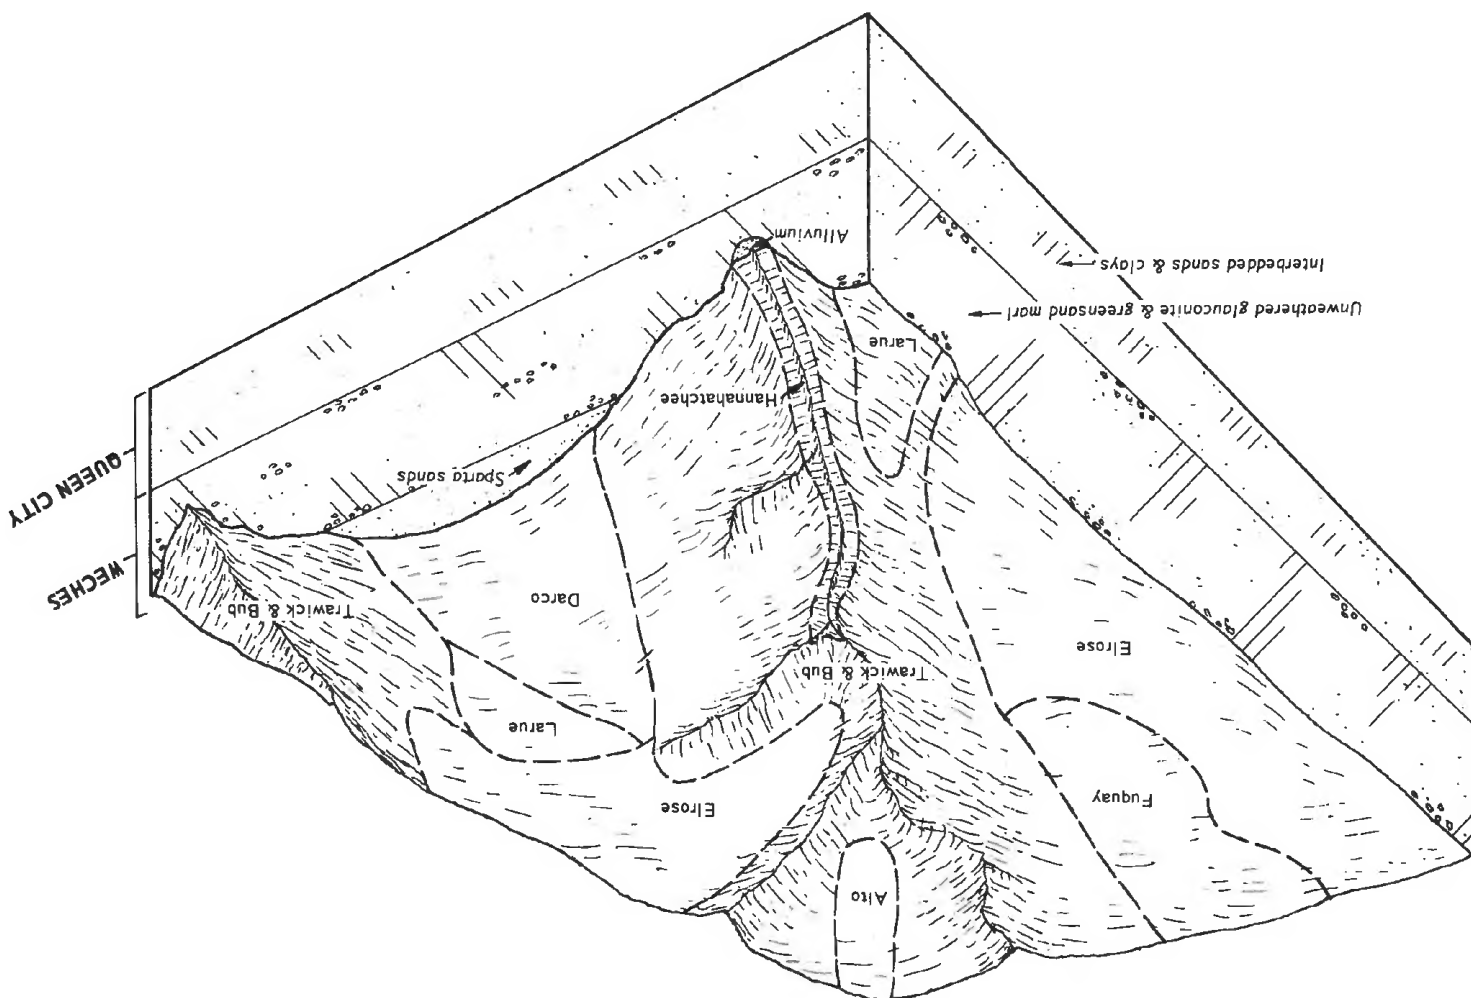 Alto
Fuquay
Elrose
Elrose
Larue
Trawick & Bub
Darco
Trawick & Bub
Hannahatchee
Larue
Sparta sands
Alluvium
Unweathered glauconite & greensand marl
Interbedded sands & clays
WECHES
QUEEN CITY